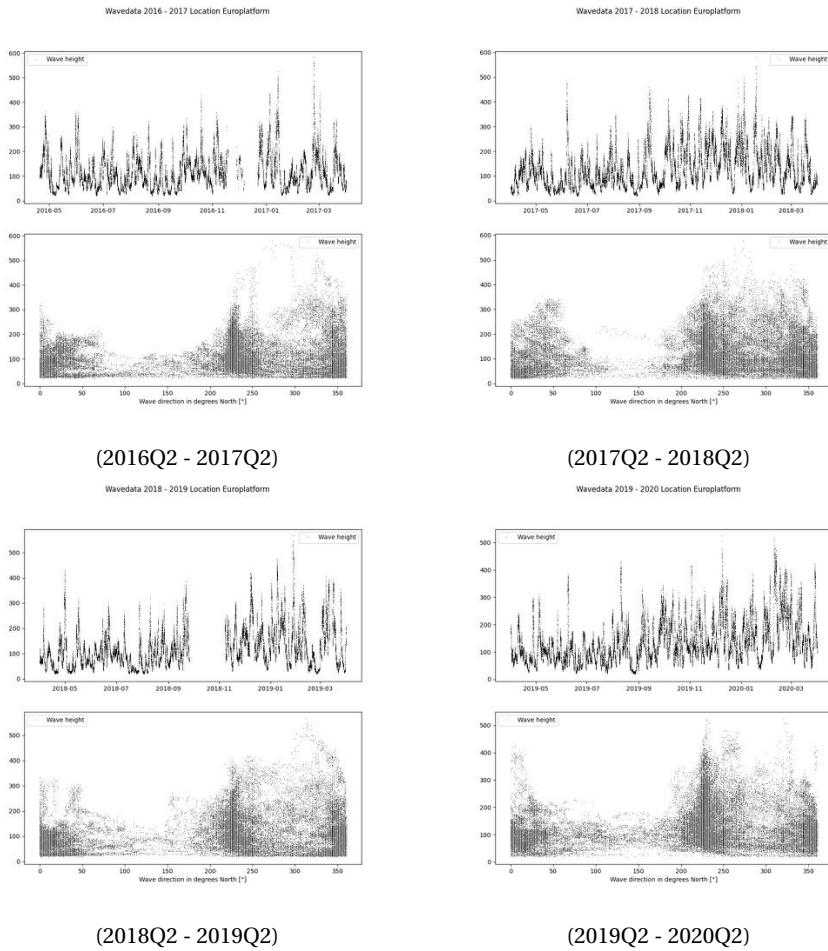 Wavedata 2016 - 2017 Location Europlatform
Wave height
600
500
400
300
200
100
0
2016-05 2016-07 2016-09 2016-11 2017-01 2017-03
Wave height
600
500
400
300
200
100
0
0 50 100 150 200 250 300 350
Wave direction in degrees North [°]
(2016Q2 - 2017Q2)
Wavedata 2017 - 2018 Location Europlatform
Wave height
600
500
400
300
200
100
0
2017-05 2017-07 2017-09 2017-11 2018-01 2018-03
Wave height
600
500
400
300
200
100
0
0 50 100 150 200 250 300 350
Wave direction in degrees North [°]
(2017Q2 - 2018Q2)
Wavedata 2018 - 2019 Location Europlatform
Wave height
500
400
300
200
100
0
2018-05 2018-07 2018-09 2018-11 2019-01 2019-03
Wave height
500
400
300
200
100
0
0 50 100 150 200 250 300 350
Wave direction in degrees North [°]
(2018Q2 - 2019Q2)
Wavedata 2019 - 2020 Location Europlatform
Wave height
500
400
300
200
100
0
2019-05 2019-07 2019-09 2019-11 2020-01 2020-03
Wave height
500
400
300
200
100
0
0 50 100 150 200 250 300 350
Wave direction in degrees North [°]
(2019Q2 - 2020Q2)